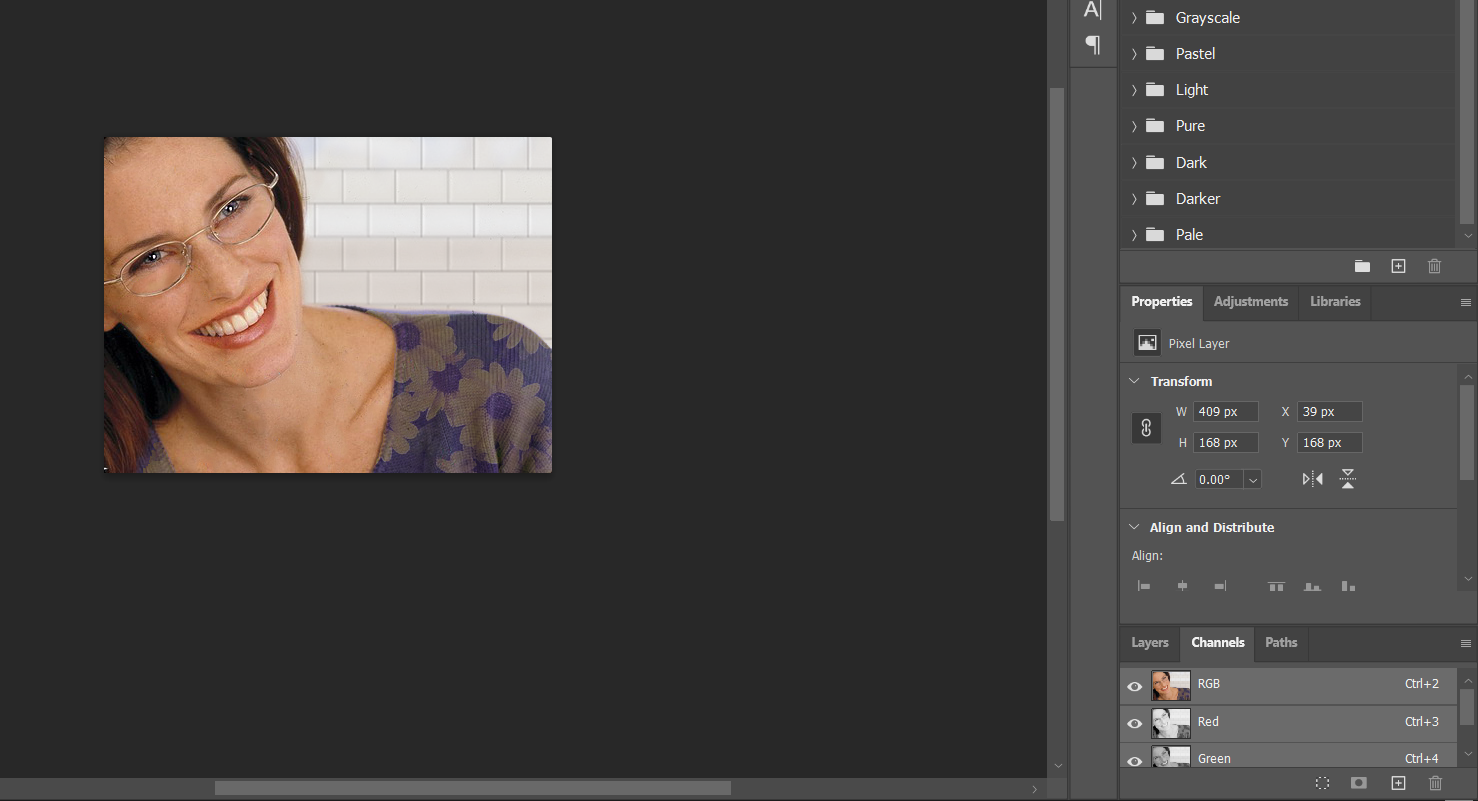 A
Grayscale
Pastel
Light
Pure
Dark
Darker
Pale
Properties Adjustments Libraries
Pixel Layer
Transform
W 409 px X 39 px
H 168 px Y 168 px
0.00°
Align and Distribute
Align:
Layers Channels Paths
RGB Ctrl+2
Red Ctrl+3
Green Ctrl+4